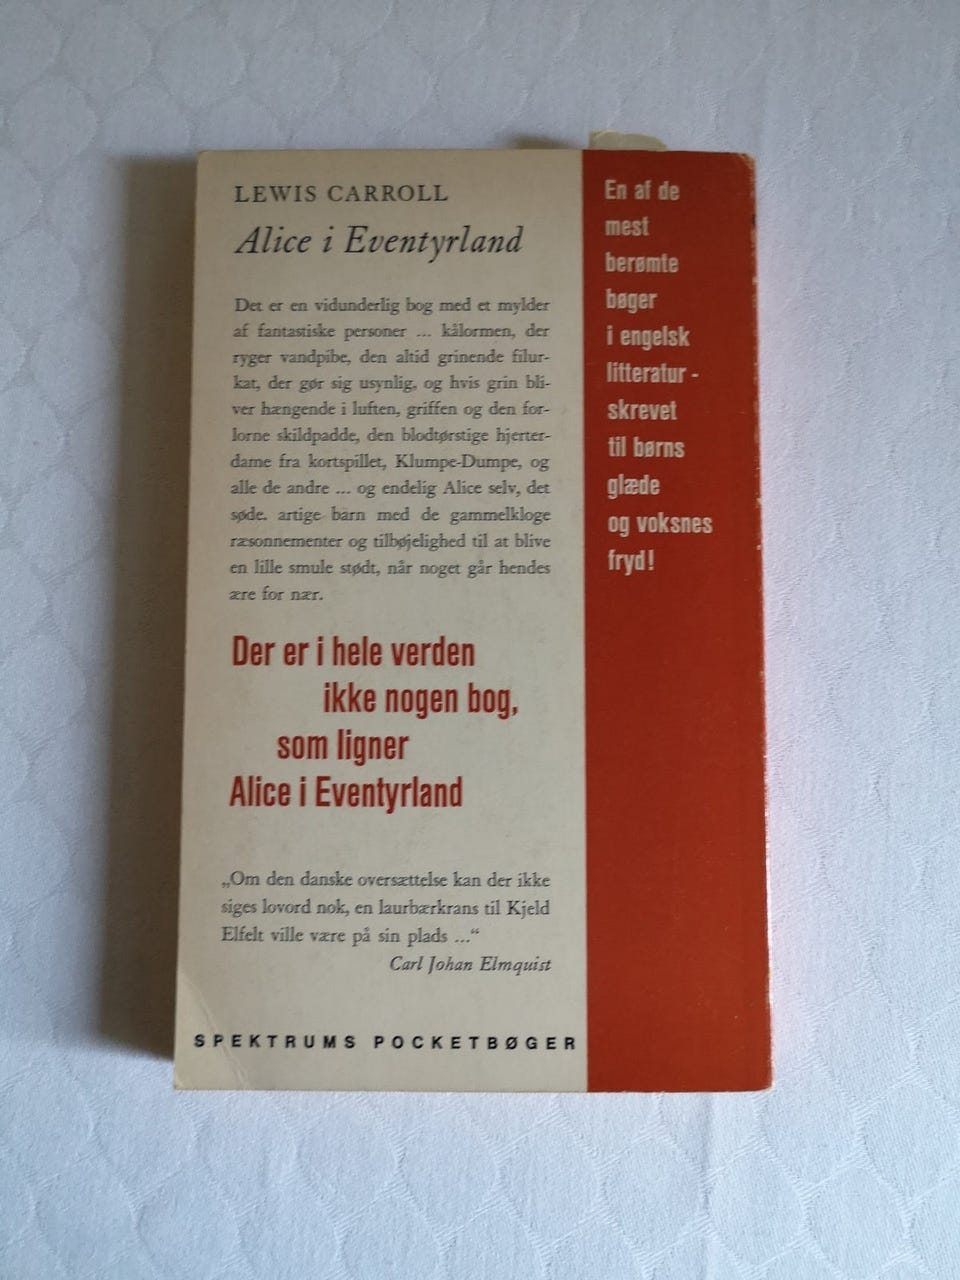 LEWIS CARROLL
Alice i Eventyrland
Det er en vidunderlig bog med et mylder
af fantastiske personer ... kålormen, der
ryger vandpibe, den altid grinende filur-
kat, der gør sig usynlig, og hvis grin bli-
ver hængende i luften, griffen og den for-
lorne skildpadde, den blodtørstige hjerter-
dame fra kortspillet, Klumpe-Dumpe, og
alle de andre ... og endelig Alice selv, det
søde. artige barn med de gammelkloge
ræsonnementer og tilbøjelighed til at blive
en lille smule stødt, når noget går hendes
ære for nær.
Der er i hele verden
ikke nogen bog,
som ligner
Alice i Eventyrland
„Om den danske oversættelse kan der ikke
siges lovord nok, en laurbærkrans til Kjeld
Elfelt ville være på sin plads ...“
Carl Johan Elmquist
SPEKTRUMS POCKETBØGER
En af de
mest
berømte
bøger
i engelsk
litteratur -
skrevet
til børns
glæde
og voksnes
fryd!